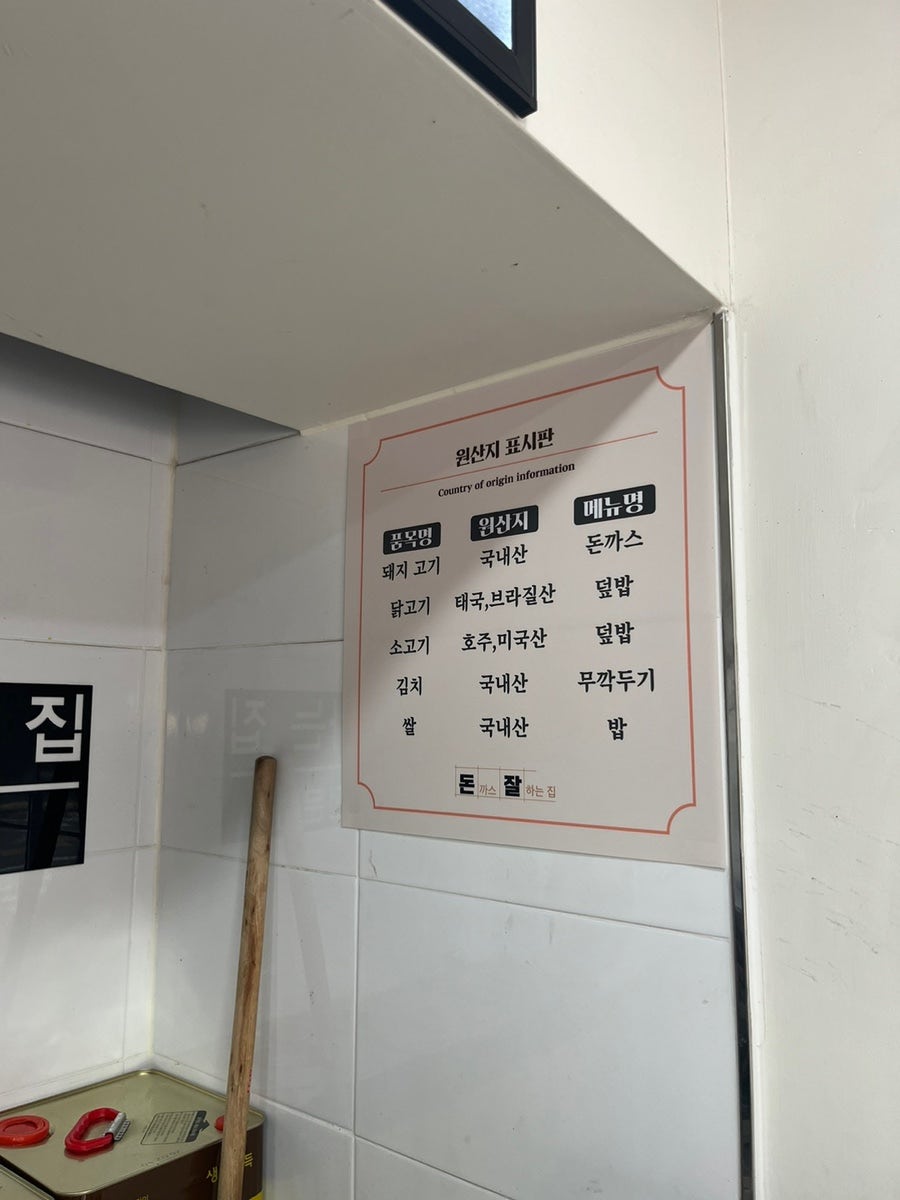 원산지 표시판
Country of origin information
품목명 원산지 메뉴명
돼지 고기 국내산 돈까스
닭고기 태국,브라질산 덮밥
소고기 호주,미국산 덮밥
김치 국내산 무깍두기
쌀 국내산 밥
돈까스 잘하는 집
집